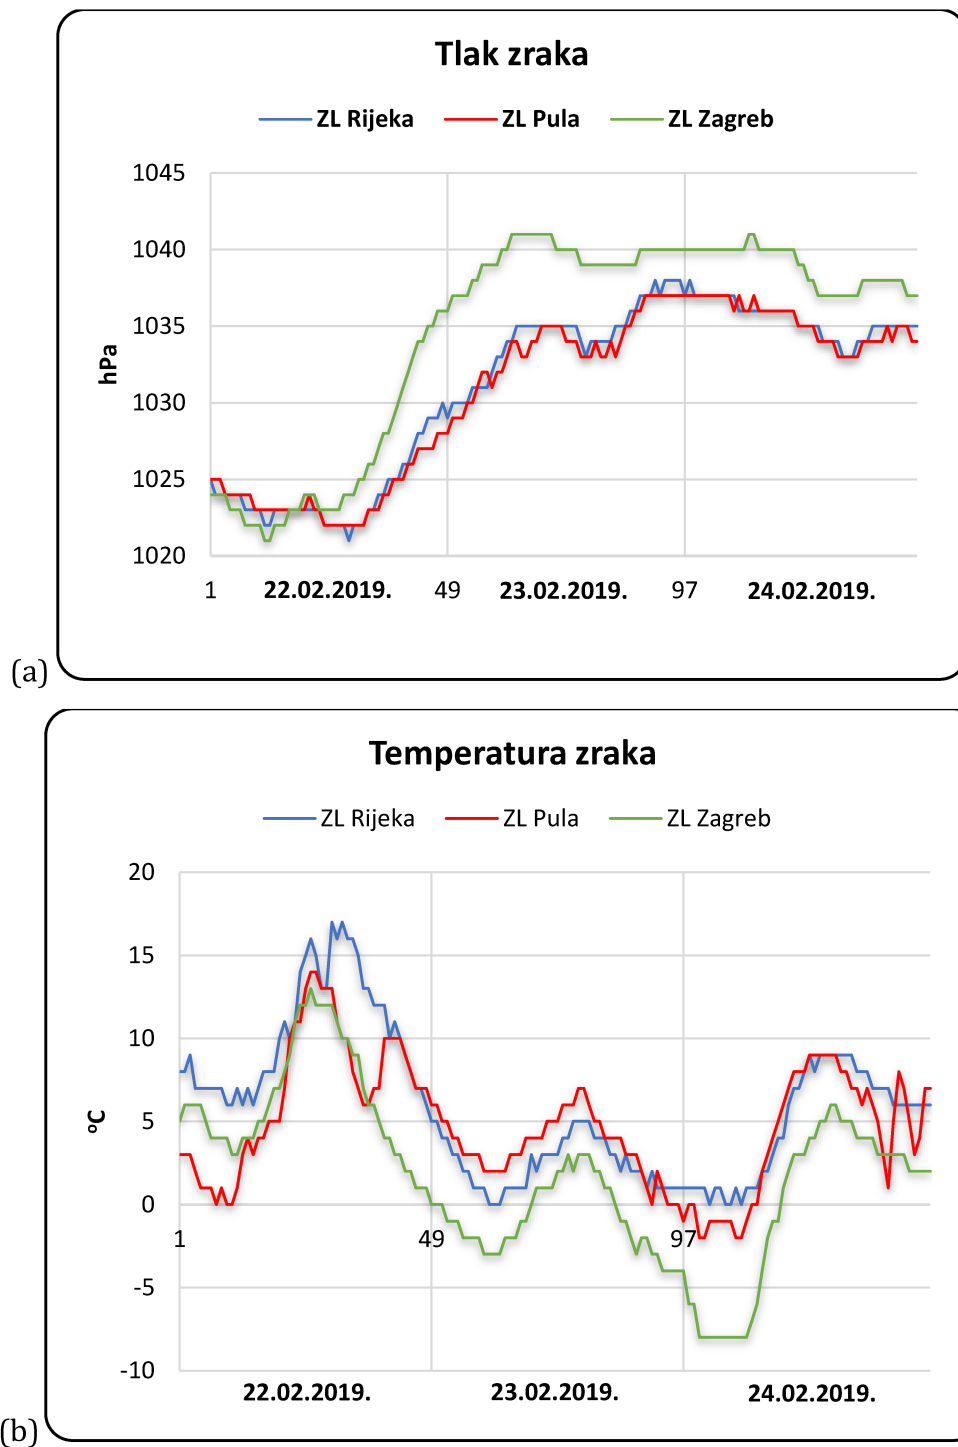 Tlak zraka
ZL Rijeka ZL Pula ZL Zagreb
1045
1040
1035
1030
1025
1020
hPa
1 22.02.2019. 49 23.02.2019. 97 24.02.2019.
(a)
Temperatura zraka
ZL Rijeka ZL Pula ZL Zagreb
20
15
10
5
0
-5
-10
ºC
1 49 97
22.02.2019. 23.02.2019. 24.02.2019.
(b)